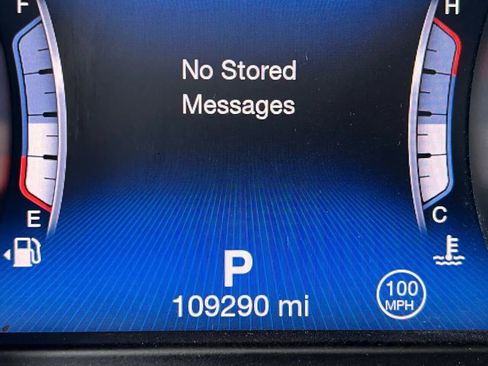 F
H
No Stored
Messages
E
C
P
109290 mi
100
MPH